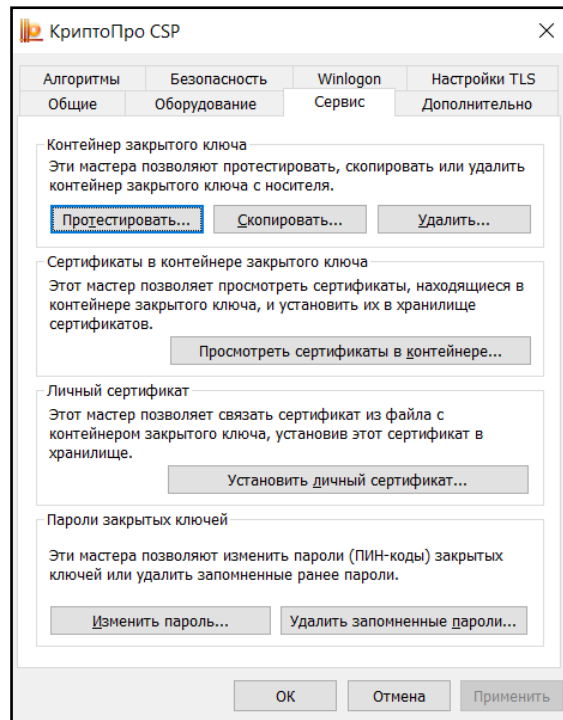 КриптоПро CSP
Алгоритмы Безопасность Winlogon Настройки TLS
Общие Оборудование Сервис Дополнительно
Контейнер закрытого ключа
Эти мастера позволяют протестировать, скопировать или удалить
контейнер закрытого ключа с носителя.
Протестировать... Скопировать... Удалить...
Сертификаты в контейнере закрытого ключа
Этот мастер позволяет просмотреть сертификаты, находящиеся в
контейнере закрытого ключа, и установить их в хранилище
сертификатов.
Просмотреть сертификаты в контейнере...
Личный сертификат
Этот мастер позволяет связать сертификат из файла с
контейнером закрытого ключа, установив этот сертификат в
хранилище.
Установить личный сертификат...
Пароли закрытых ключей
Эти мастера позволяют изменить пароли (ПИН-коды) закрытых
ключей или удалить запомненные ранее пароли.
Изменить пароль... Удалить запомненные пароли...
ОК Отмена Применить